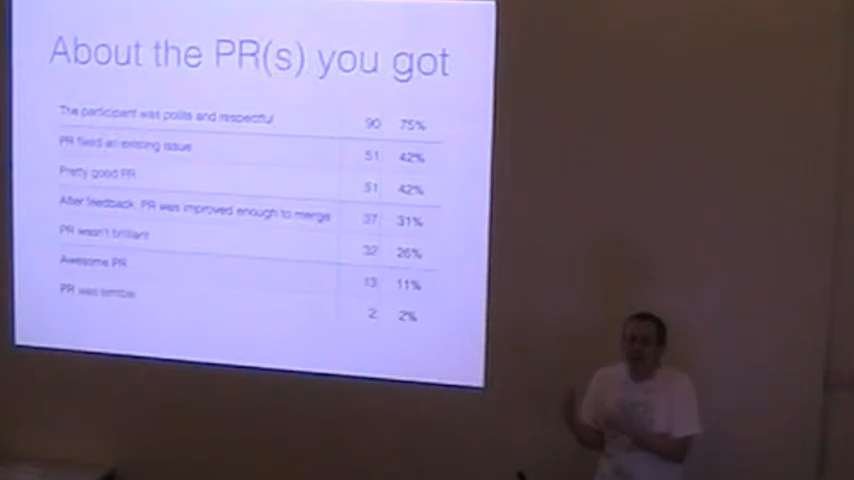 About the PR(s) you got
The participant was polite and respectful 90 75%
PR fixed an existing issue 51 42%
Pretty good PR 51 42%
After feedback, PR was improved enough to merge 37 31%
PR wasn't brilliant 32 26%
Awesome PR 13 11%
PR was terrible 2 2%